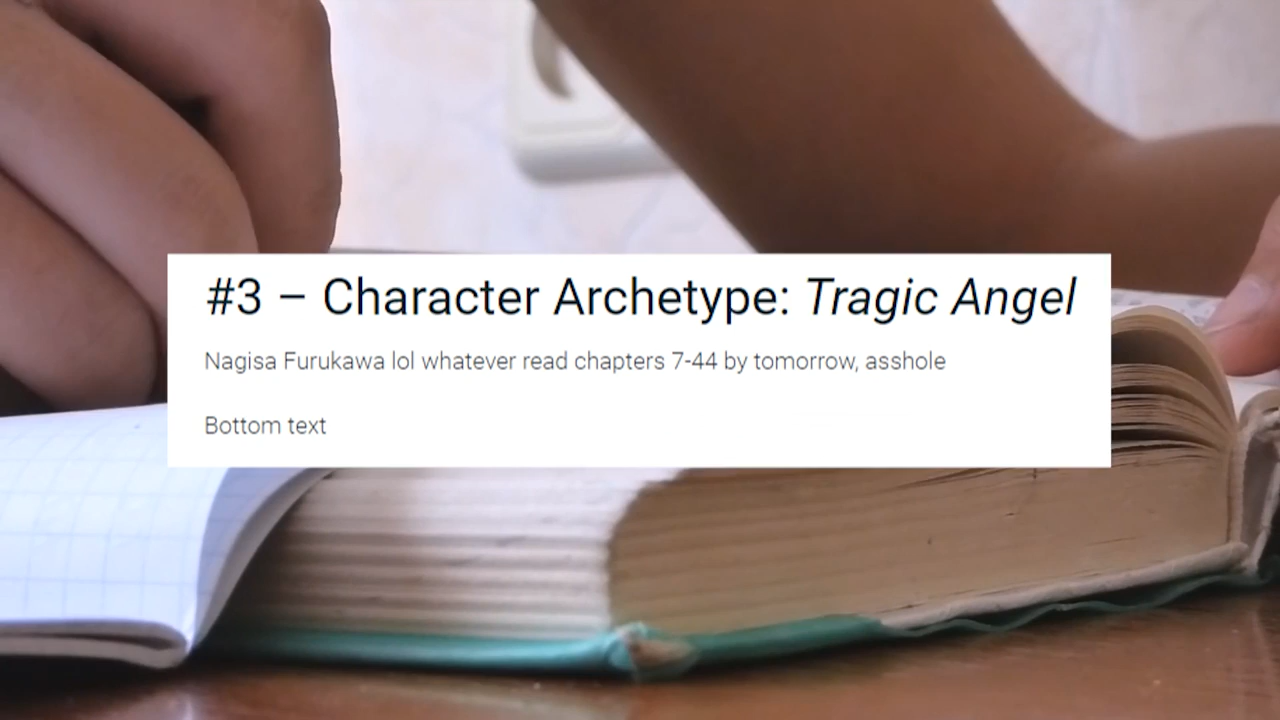 #3 – Character Archetype: Tragic Angel
Nagisa Furukawa lol whatever read chapters 7-44 by tomorrow, asshole
Bottom text